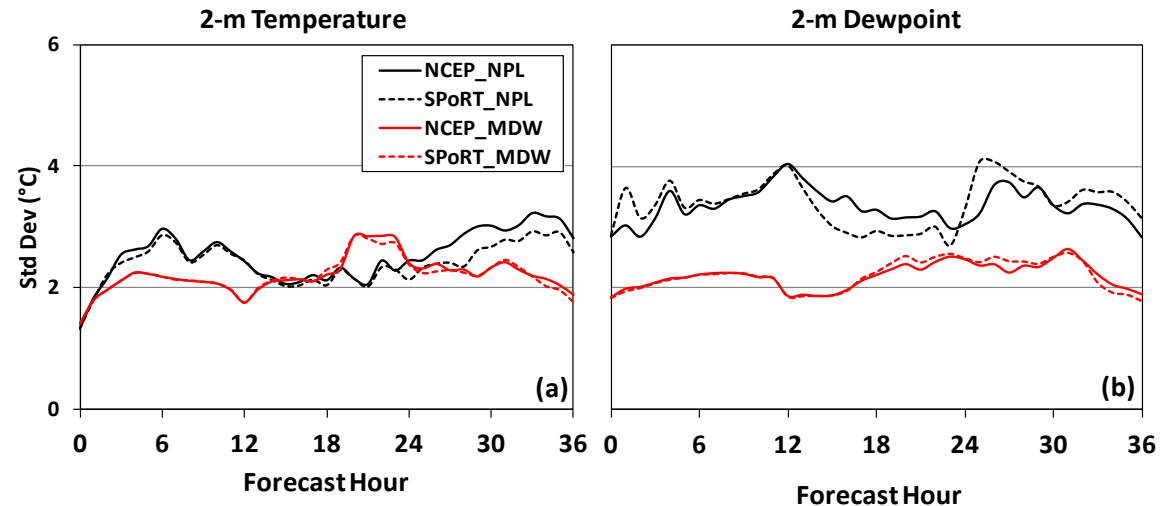 2-m Temperature
2-m Dewpoint
6
4
2
0
Std Dev (°C)
NCEP_NPL
SPoRT_NPL
NCEP_MDW
SPoRT_MDW
(a)
(b)
0 6 12 18 24 30 36
0 6 12 18 24 30 36
Forecast Hour
Forecast Hour